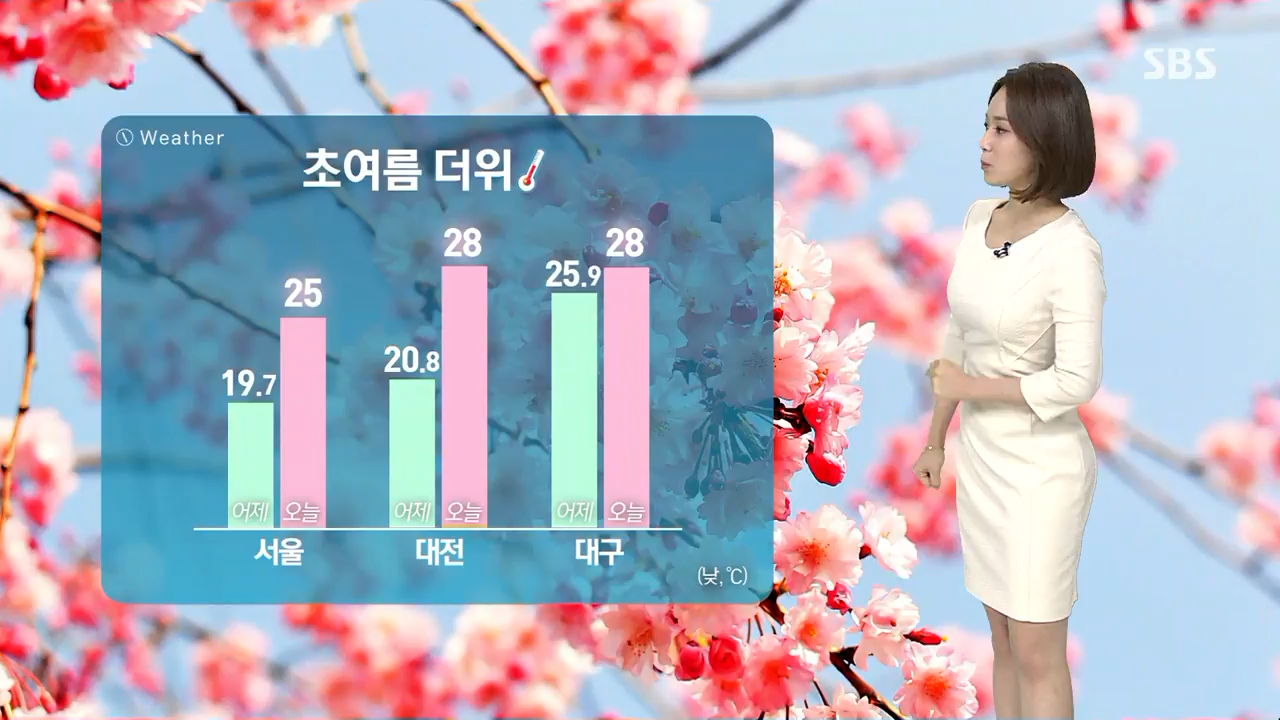 SBS
Weather
초여름 더위
19.7
25
20.8
28
25.9
28
어제 오늘 어제 오늘 어제 오늘
서울 대전 대구
(낮, ℃)